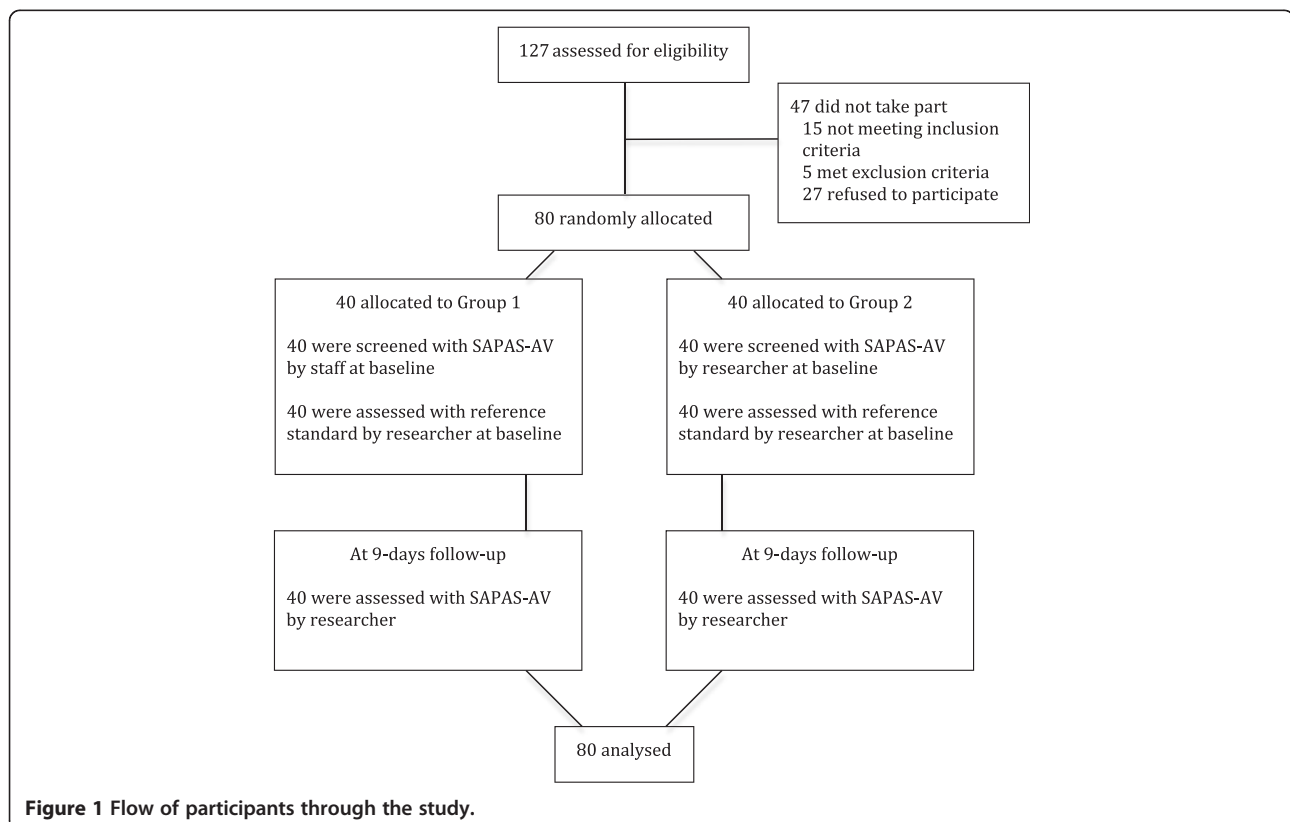 127 assessed for eligibility
47 did not take part
15 not meeting inclusion
criteria
5 met exclusion criteria
27 refused to participate
80 randomly allocated
40 allocated to Group 1
40 were screened with SAPAS-AV
by staff at baseline
40 were assessed with reference
standard by researcher at baseline
40 allocated to Group 2
40 were screened with SAPAS-AV
by researcher at baseline
40 were assessed with reference
standard by researcher at baseline
At 9-days follow-up
40 were assessed with SAPAS-AV
by researcher
At 9-days follow-up
40 were assessed with SAPAS-AV
by researcher
80 analysed
Figure 1 Flow of participants through the study.